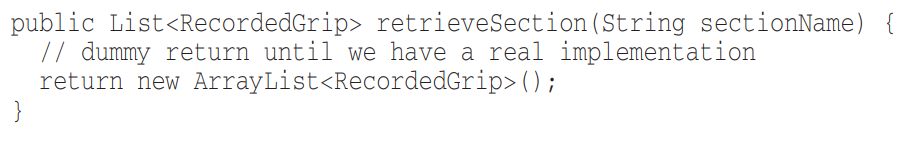 public List<RecordedGrip> retrieveSection(String sectionName) {
  // dummy return until we have a real implementation
  return new ArrayList<RecordedGrip>();
}